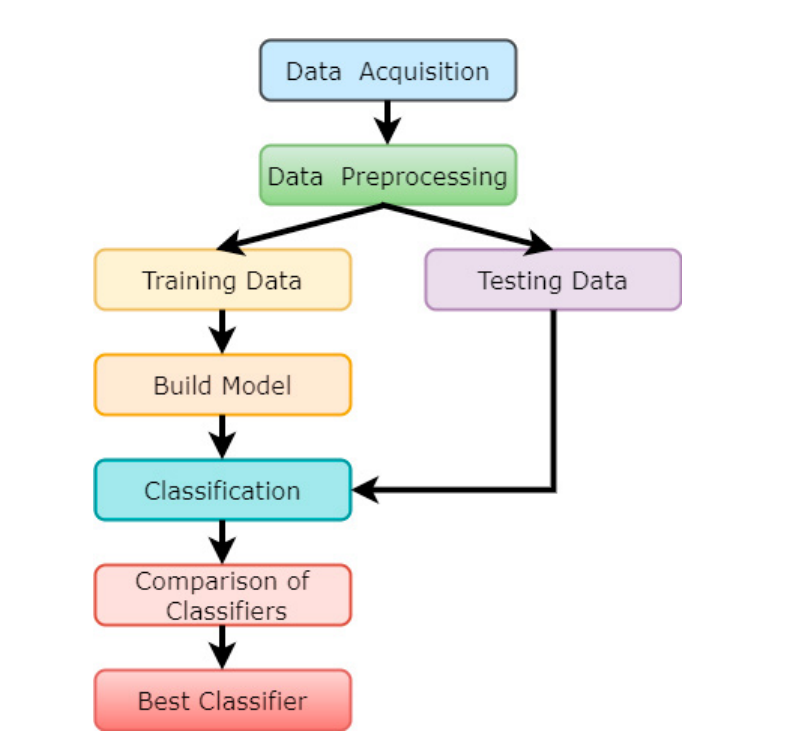 Data Acquisition
Data Preprocessing
Training Data
Testing Data
Build Model
Classification
Comparison of
Classifiers
Best Classifier